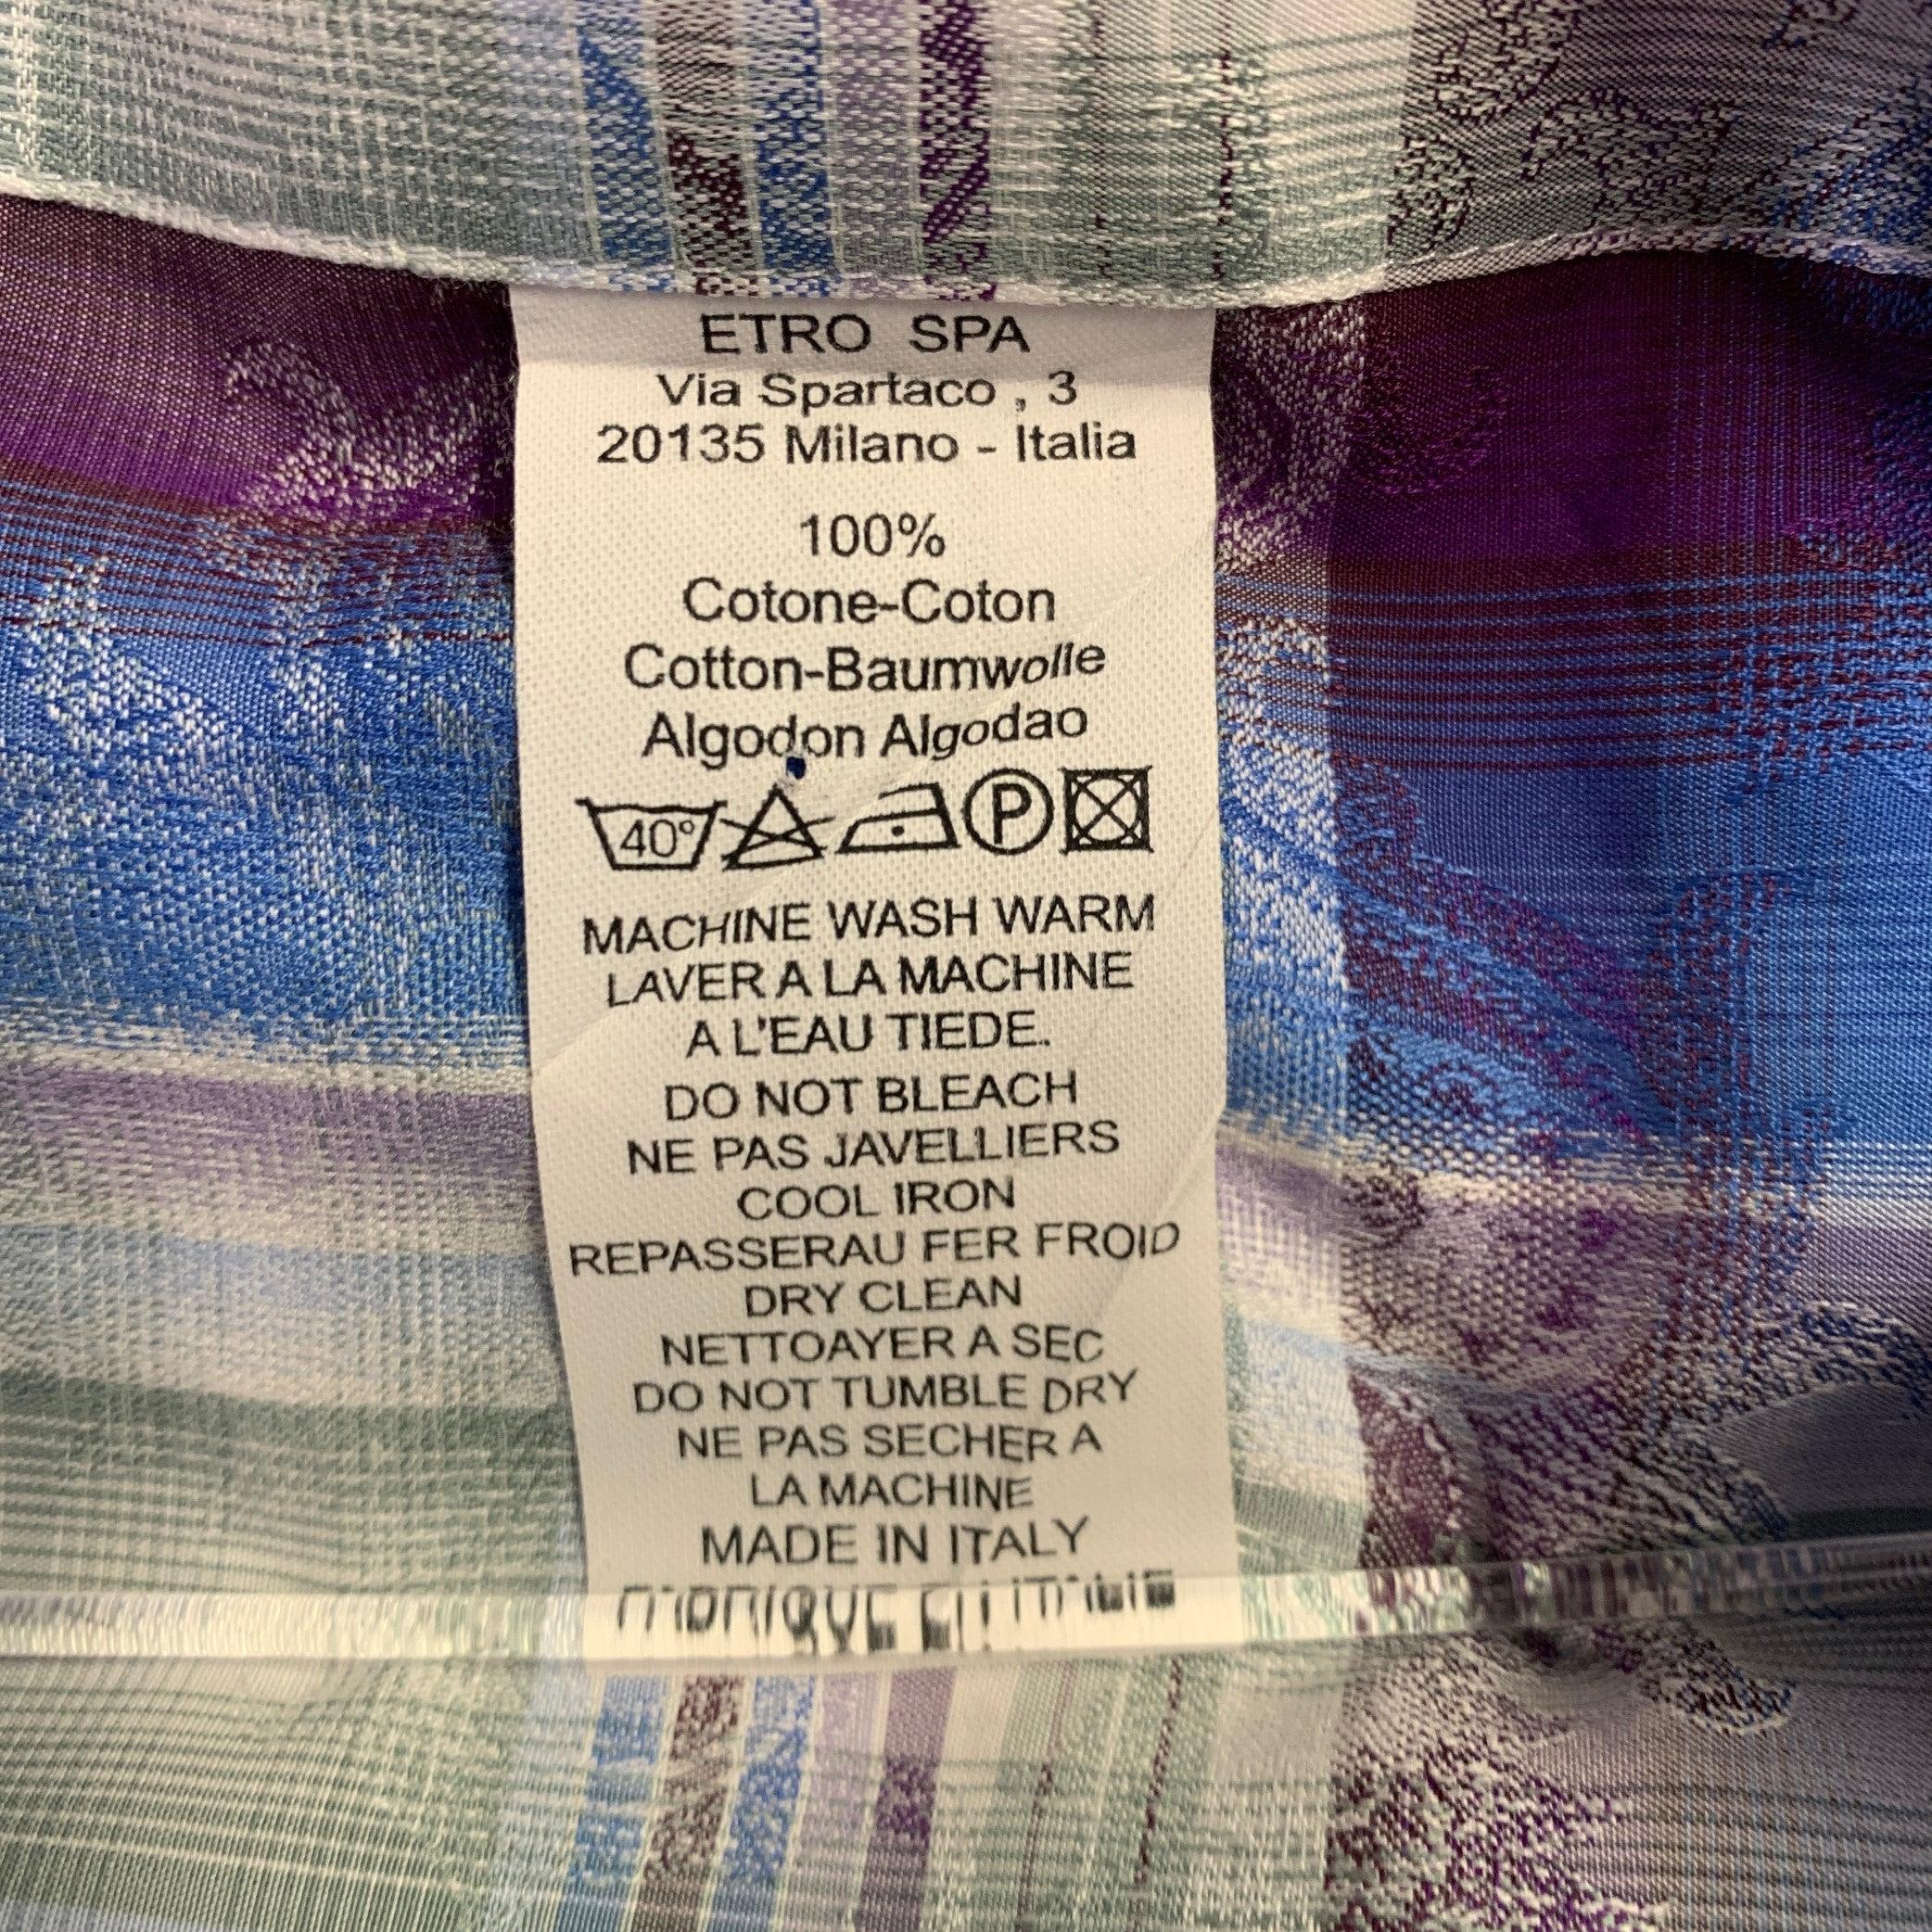 ETRO SPA
Via Spartaco , 3
20135 Milano - Italia
100%
Cotone-Coton
Cotton-Baumwolle
Algodon Algodao
40° P
MACHINE WASH WARM
LAVER A LA MACHINE
A L'EAU TIEDE.
DO NOT BLEACH
NE PAS JAVELLIERS
COOL IRON
REPASSERAU FER FROID
DRY CLEAN
NETTOAYER A SEC
DO NOT TUMBLE DRY
NE PAS SECHER A
LA MACHINE
MADE IN ITALY